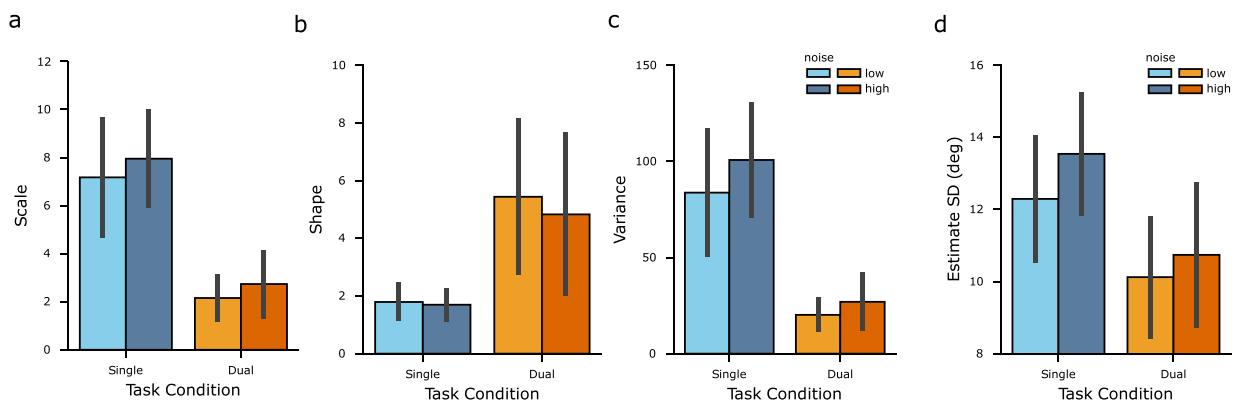 a
12
10
8
6
4
2
0
Scale
Single
Dual
Task Condition
b
10
8
6
4
2
0
Shape
Single
Dual
Task Condition
c
150
100
50
0
Variance
noise
low
high
Single
Dual
Task Condition
d
16
14
12
10
8
Estimate SD (deg)
noise
low
high
Single
Dual
Task Condition